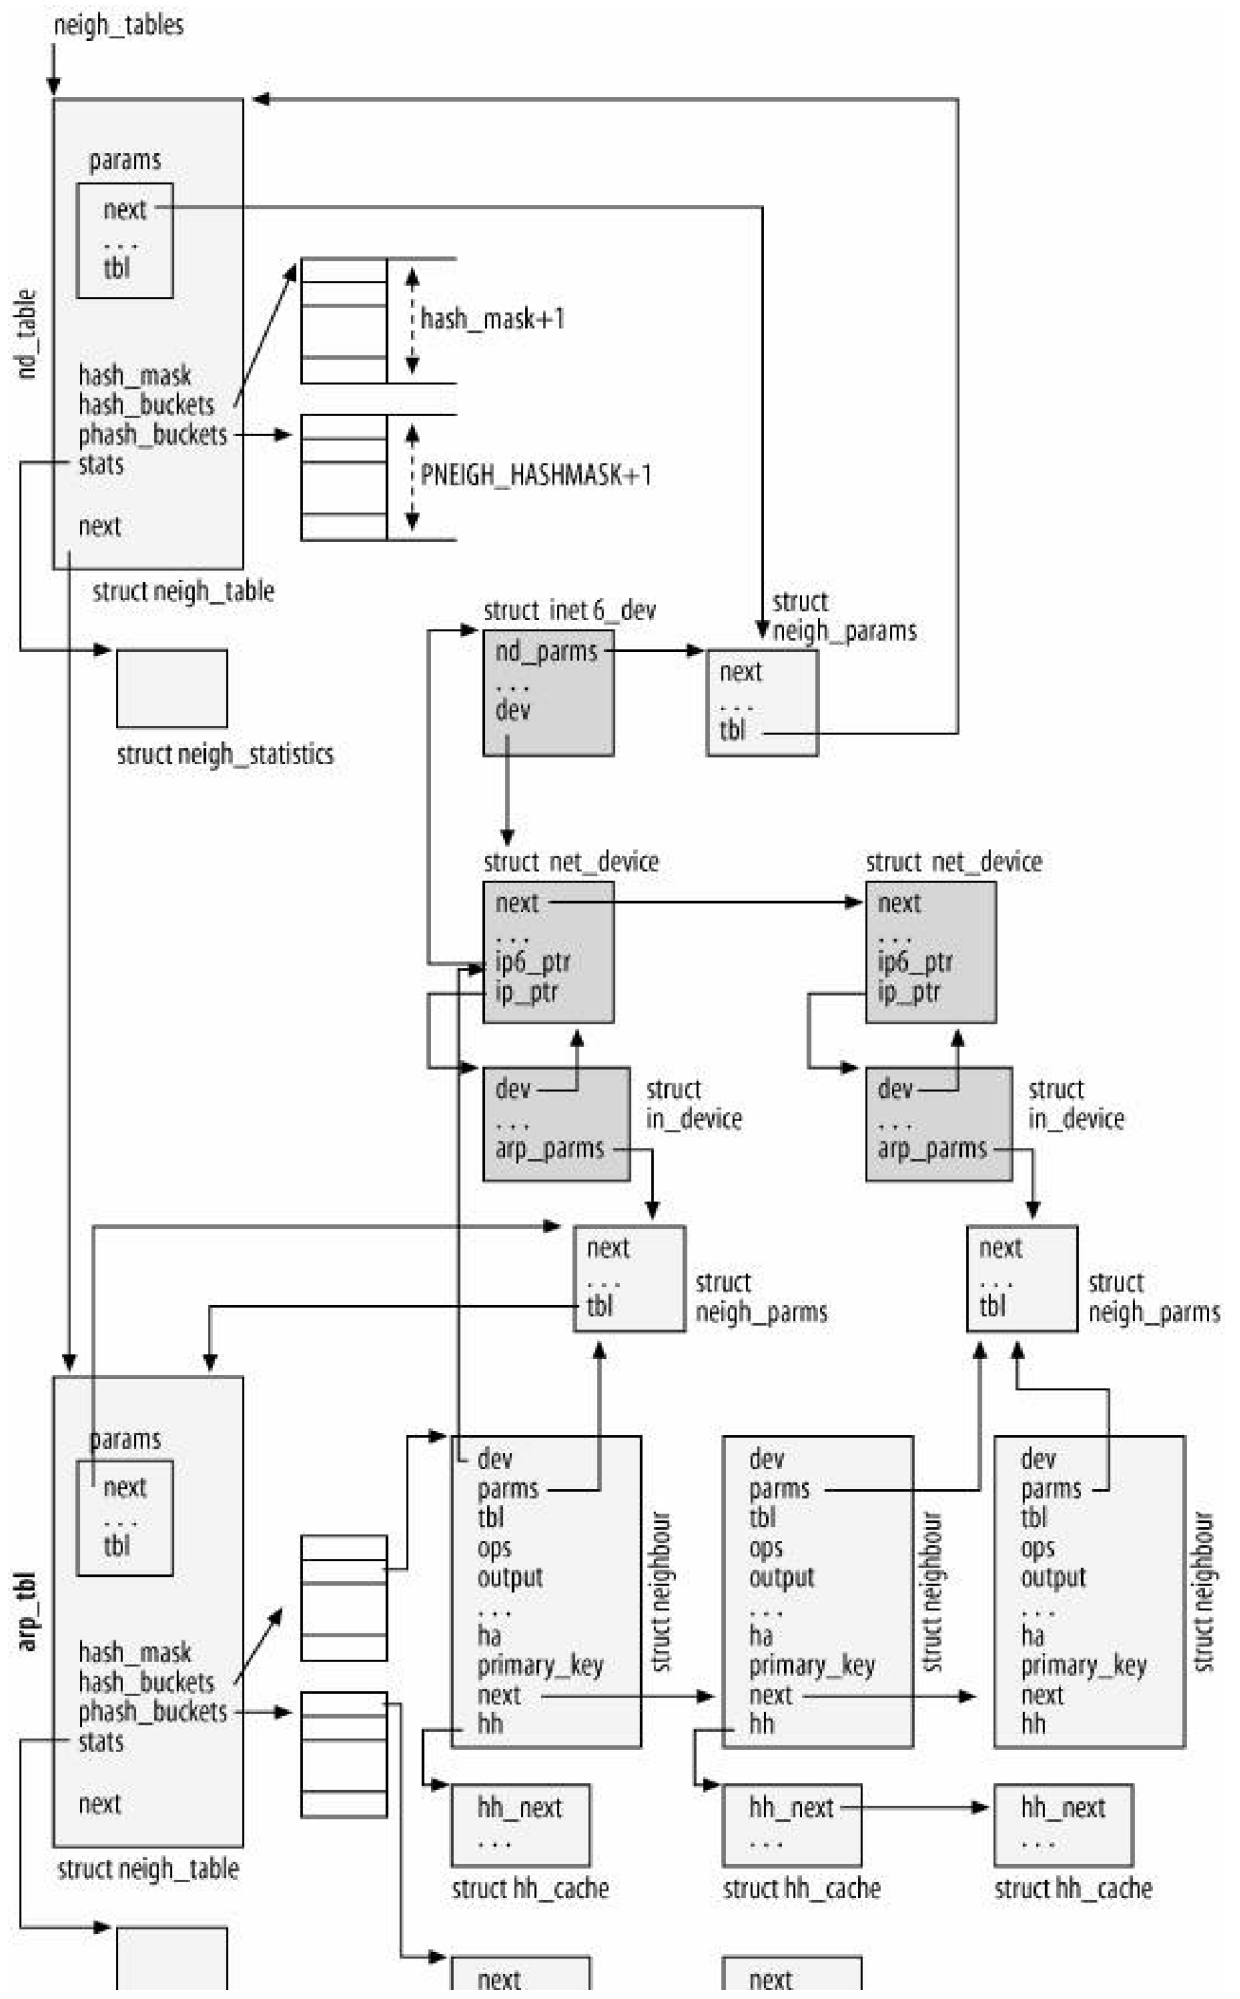 neigh_tables
params
next
. . .
tbl
nd_table
hash_mask
hash_buckets
phash_buckets
stats
next
struct neigh_table
hash_mask+1
PNEIGH_HASHMASK+1
struct neigh_statistics
struct inet 6_dev
nd_parms
. . .
dev
struct
neigh_params
next
. . .
tbl
struct net_device
next
. . .
ip6_ptr
ip_ptr
struct net_device
next
. . .
ip6_ptr
ip_ptr
dev
. . .
arp_parms
struct
in_device
dev
. . .
arp_parms
struct
in_device
next
. . .
tbl
struct
neigh_parms
next
. . .
tbl
struct
neigh_parms
params
next
. . .
tbl
arp_tbl
hash_mask
hash_buckets
phash_buckets
stats
next
struct neigh_table
dev
parms
tbl
ops
output
. . .
ha
primary_key
next
hh
struct neighbour
dev
parms
tbl
ops
output
. . .
ha
primary_key
next
hh
struct neighbour
dev
parms
tbl
ops
output
. . .
ha
primary_key
next
hh
struct neighbour
hh_next
. . .
struct hh_cache
hh_next
. . .
struct hh_cache
hh_next
. . .
struct hh_cache
next
next